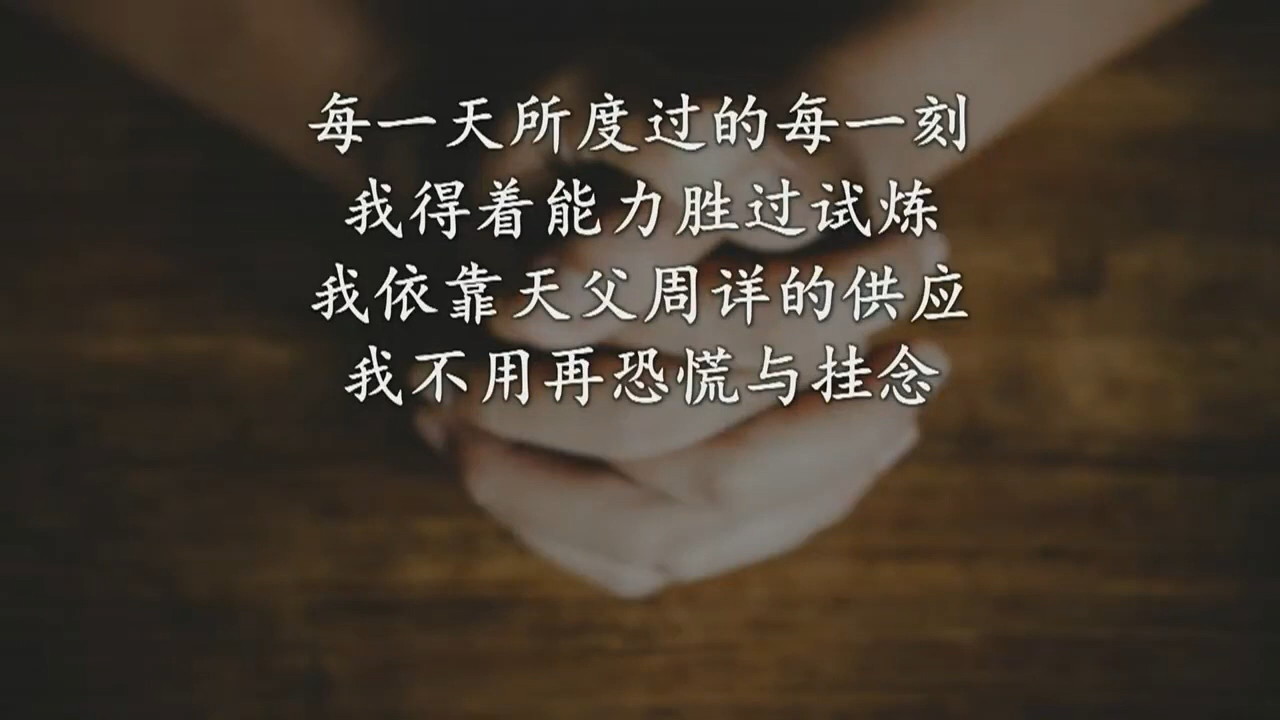 每一天所度过的每一刻
我得着能力胜过试炼
我依靠天父周详的供应
我不用再恐慌与挂念